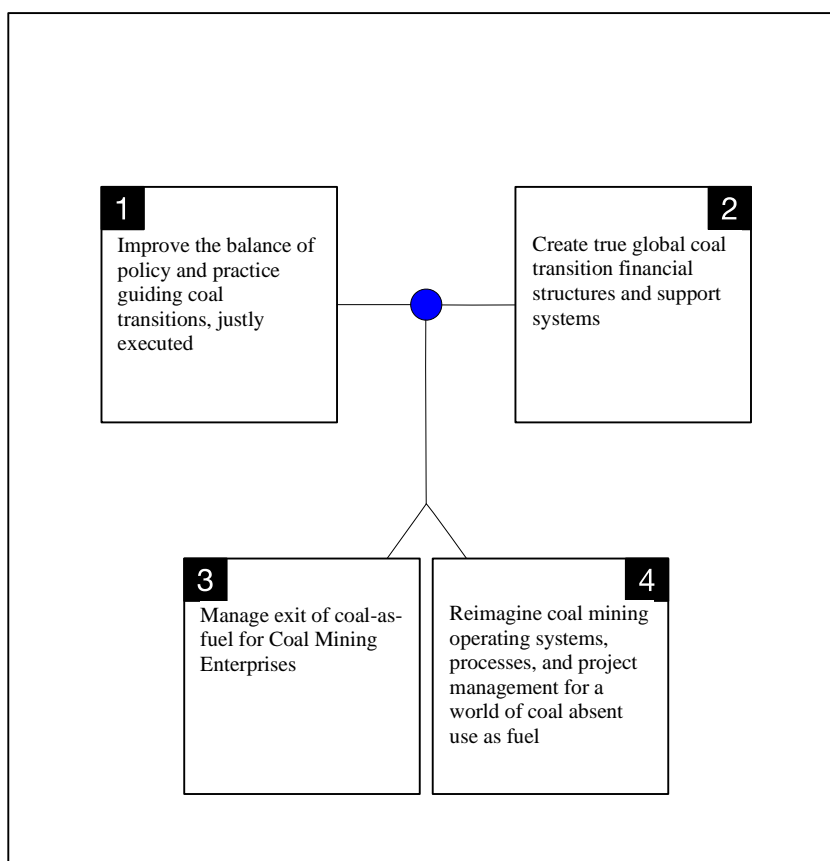 1
Improve the balance of
policy and practice
guiding coal
transitions, justly
executed
2
Create true global coal
transition financial
structures and support
systems
3
Manage exit of coal-as-
fuel for Coal Mining
Enterprises
4
Reimagine coal mining
operating systems,
processes, and project
management for a
world of coal absent
use as fuel